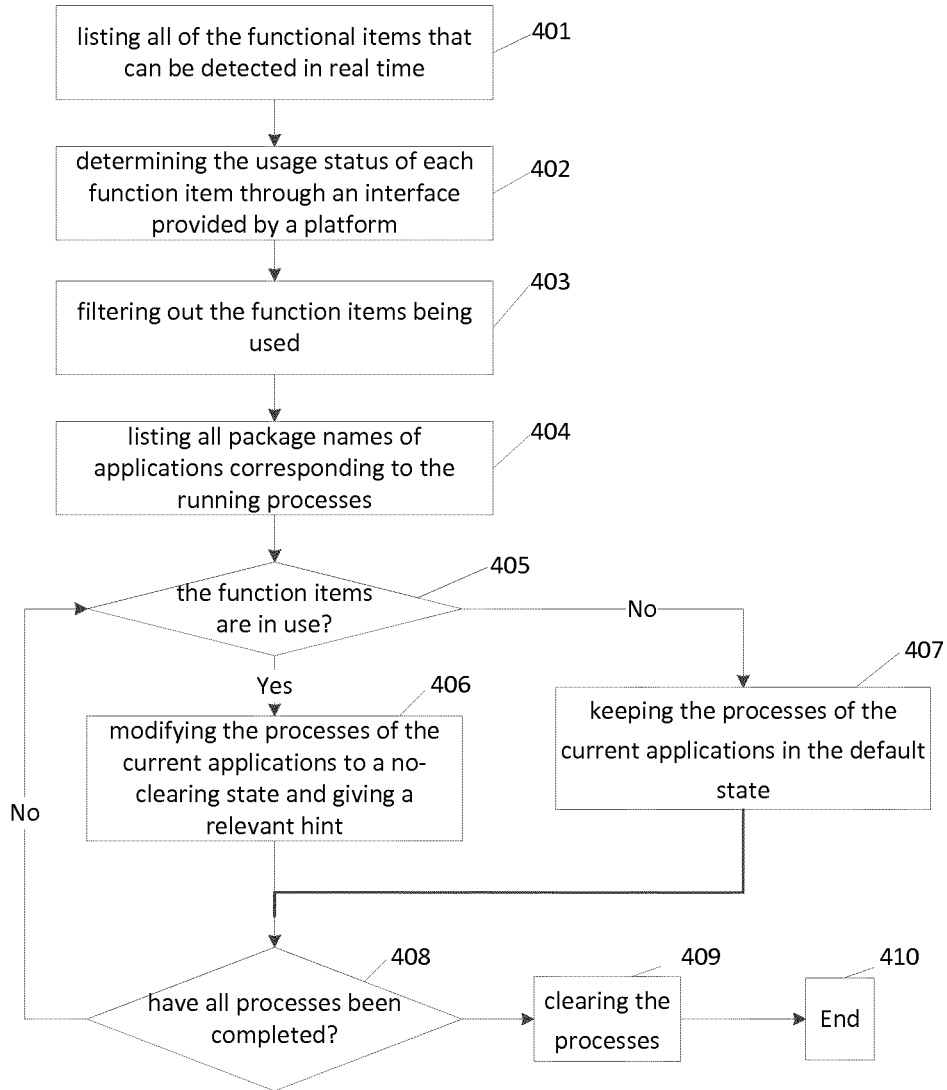 listing all of the functional items that
can be detected in real time
401
determining the usage status of each
function item through an interface
provided by a platform
402
filtering out the function items being
used
403
listing all package names of
applications corresponding to the
running processes
404
the function items
are in use?
405
No
Yes
406
modifying the processes of the
current applications to a no-
clearing state and giving a
relevant hint
407
keeping the processes of the
current applications in the default
state
No
408
have all processes been
completed?
409
clearing the
processes
410
End